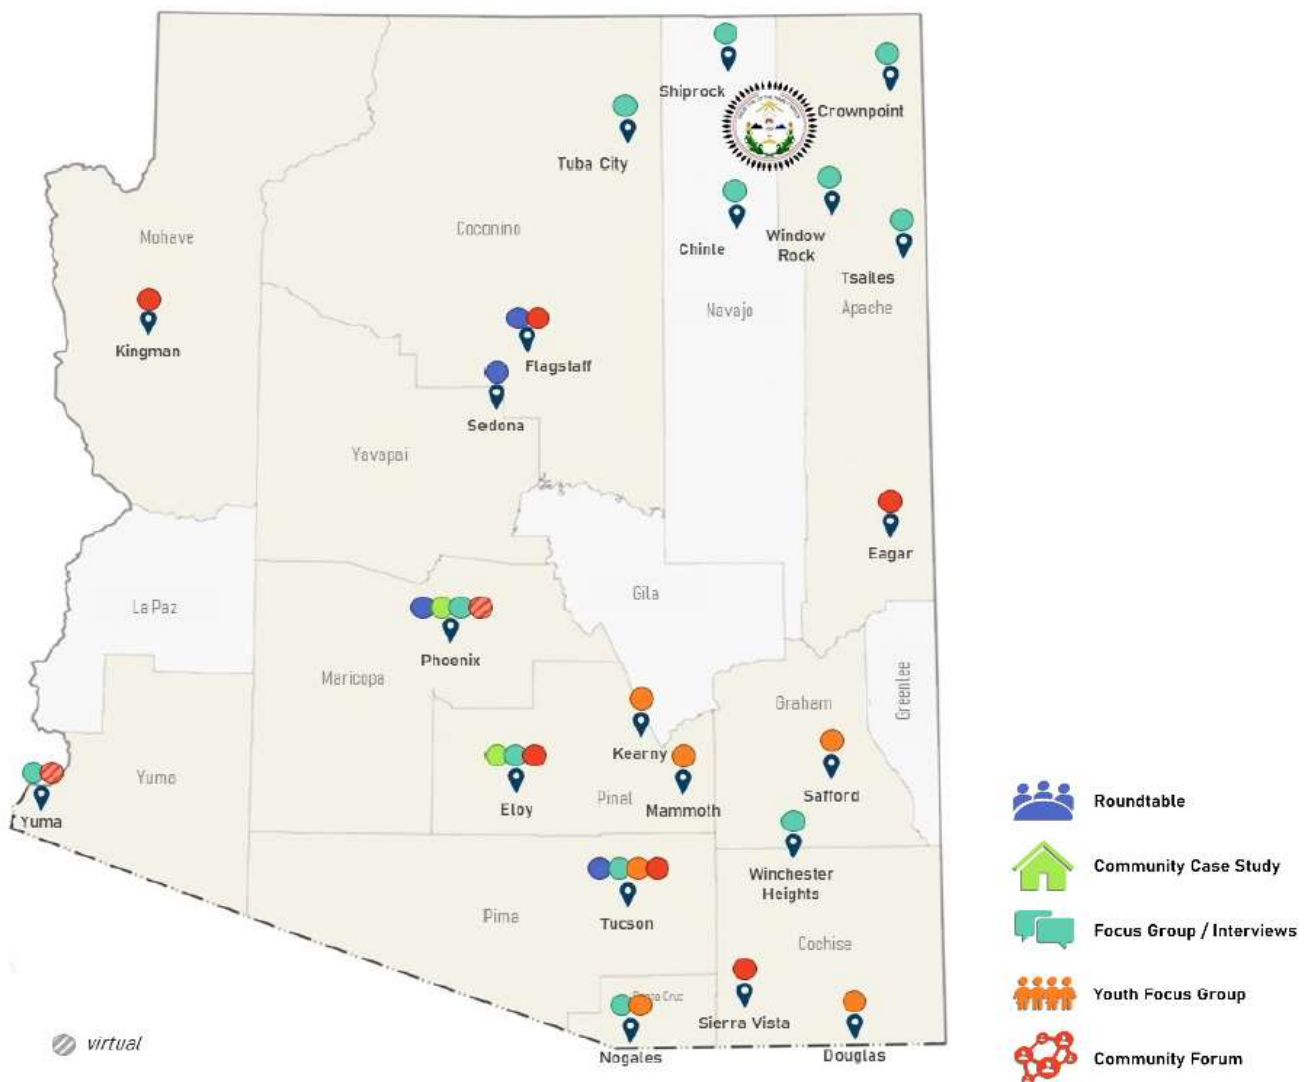 Shiprock
Crownpoint
Tuba City
Mohave
Coconino
Chinle
Window
Rock
Tsailes
Navajo
Apache
Kingman
Flagstaff
Sedona
Yavapai
Eagar
La Paz
Gila
Phoenix
Maricopa
Graham
Greenlee
Kearny
Yuma
Eloy
Pinal
Mammoth
Safford
Yuma
Winchester
Heights
Pima
Tucson
Cochise
Cruz
Sierra Vista
Nogales
Douglas
virtual
Roundtable
Community Case Study
Focus Group / Interviews
Youth Focus Group
Community Forum